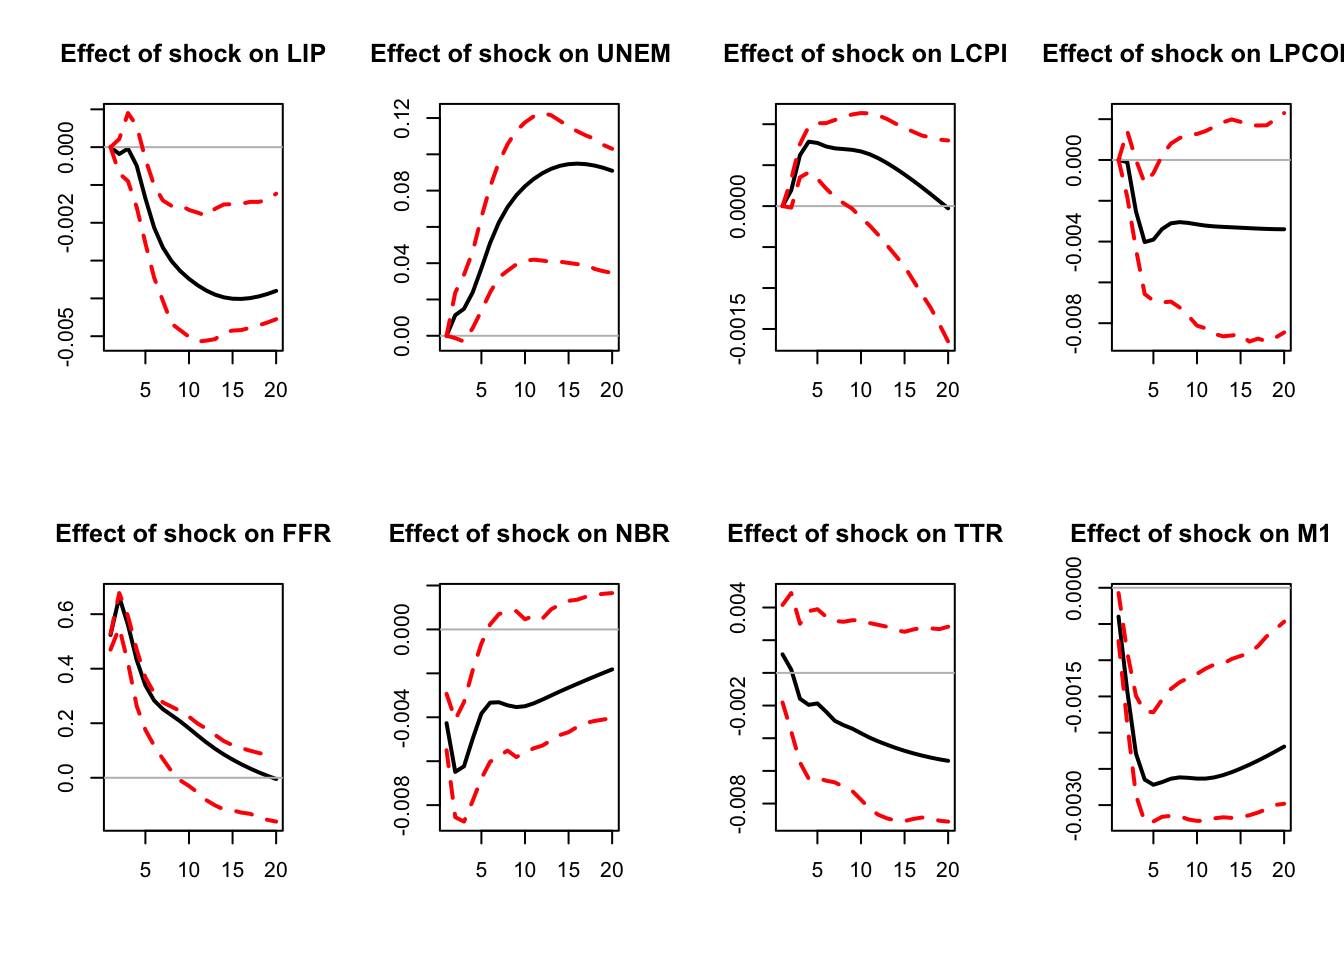 Effect of shock on LIP
0.000
-0.002
-0.005
5 10 15 20
Effect of shock on UNEM
0.12
0.08
0.04
0.00
5 10 15 20
Effect of shock on LCPI
0.0000
-0.0015
5 10 15 20
Effect of shock on LPCO
0.000
-0.004
-0.008
5 10 15 20
Effect of shock on FFR
0.6
0.4
0.2
0.0
5 10 15 20
Effect of shock on NBR
0.000
-0.004
-0.008
5 10 15 20
Effect of shock on TTR
0.004
-0.002
-0.008
5 10 15 20
Effect of shock on M1
0.0000
-0.0015
-0.0030
5 10 15 20